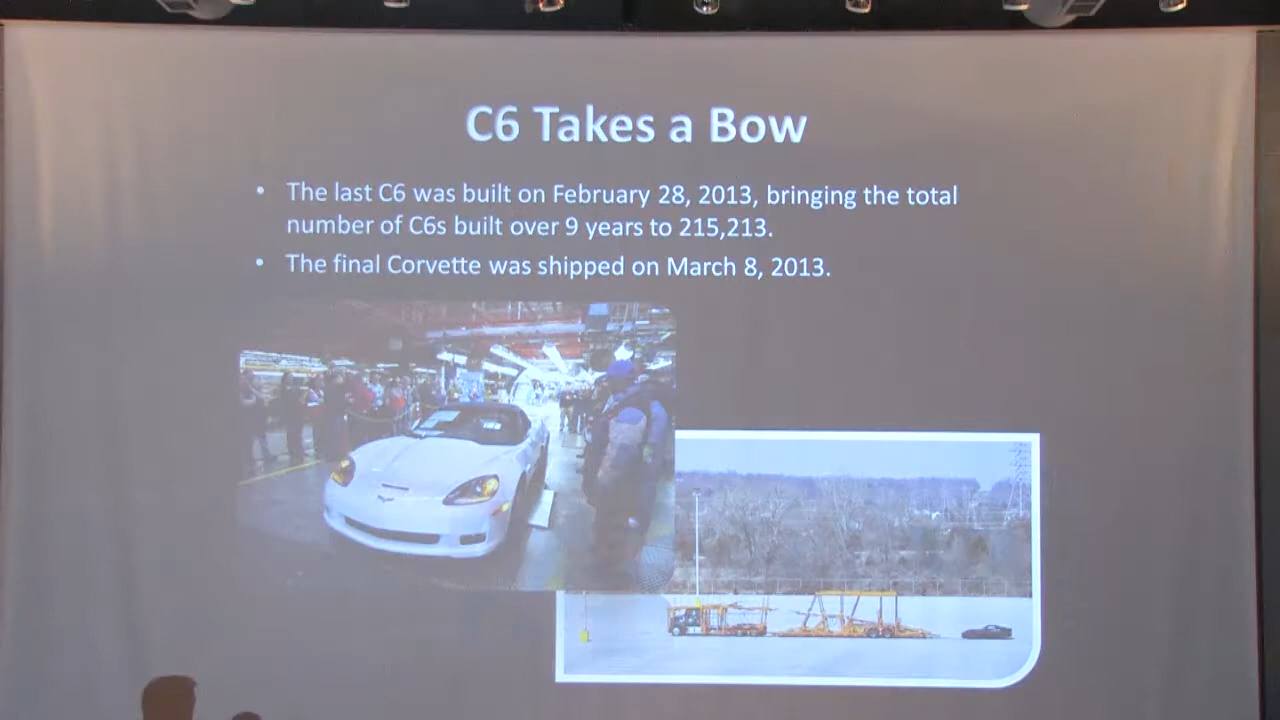 C6 Takes a Bow
• The last C6 was built on February 28, 2013, bringing the total
number of C6s built over 9 years to 215,213.
• The final Corvette was shipped on March 8, 2013.